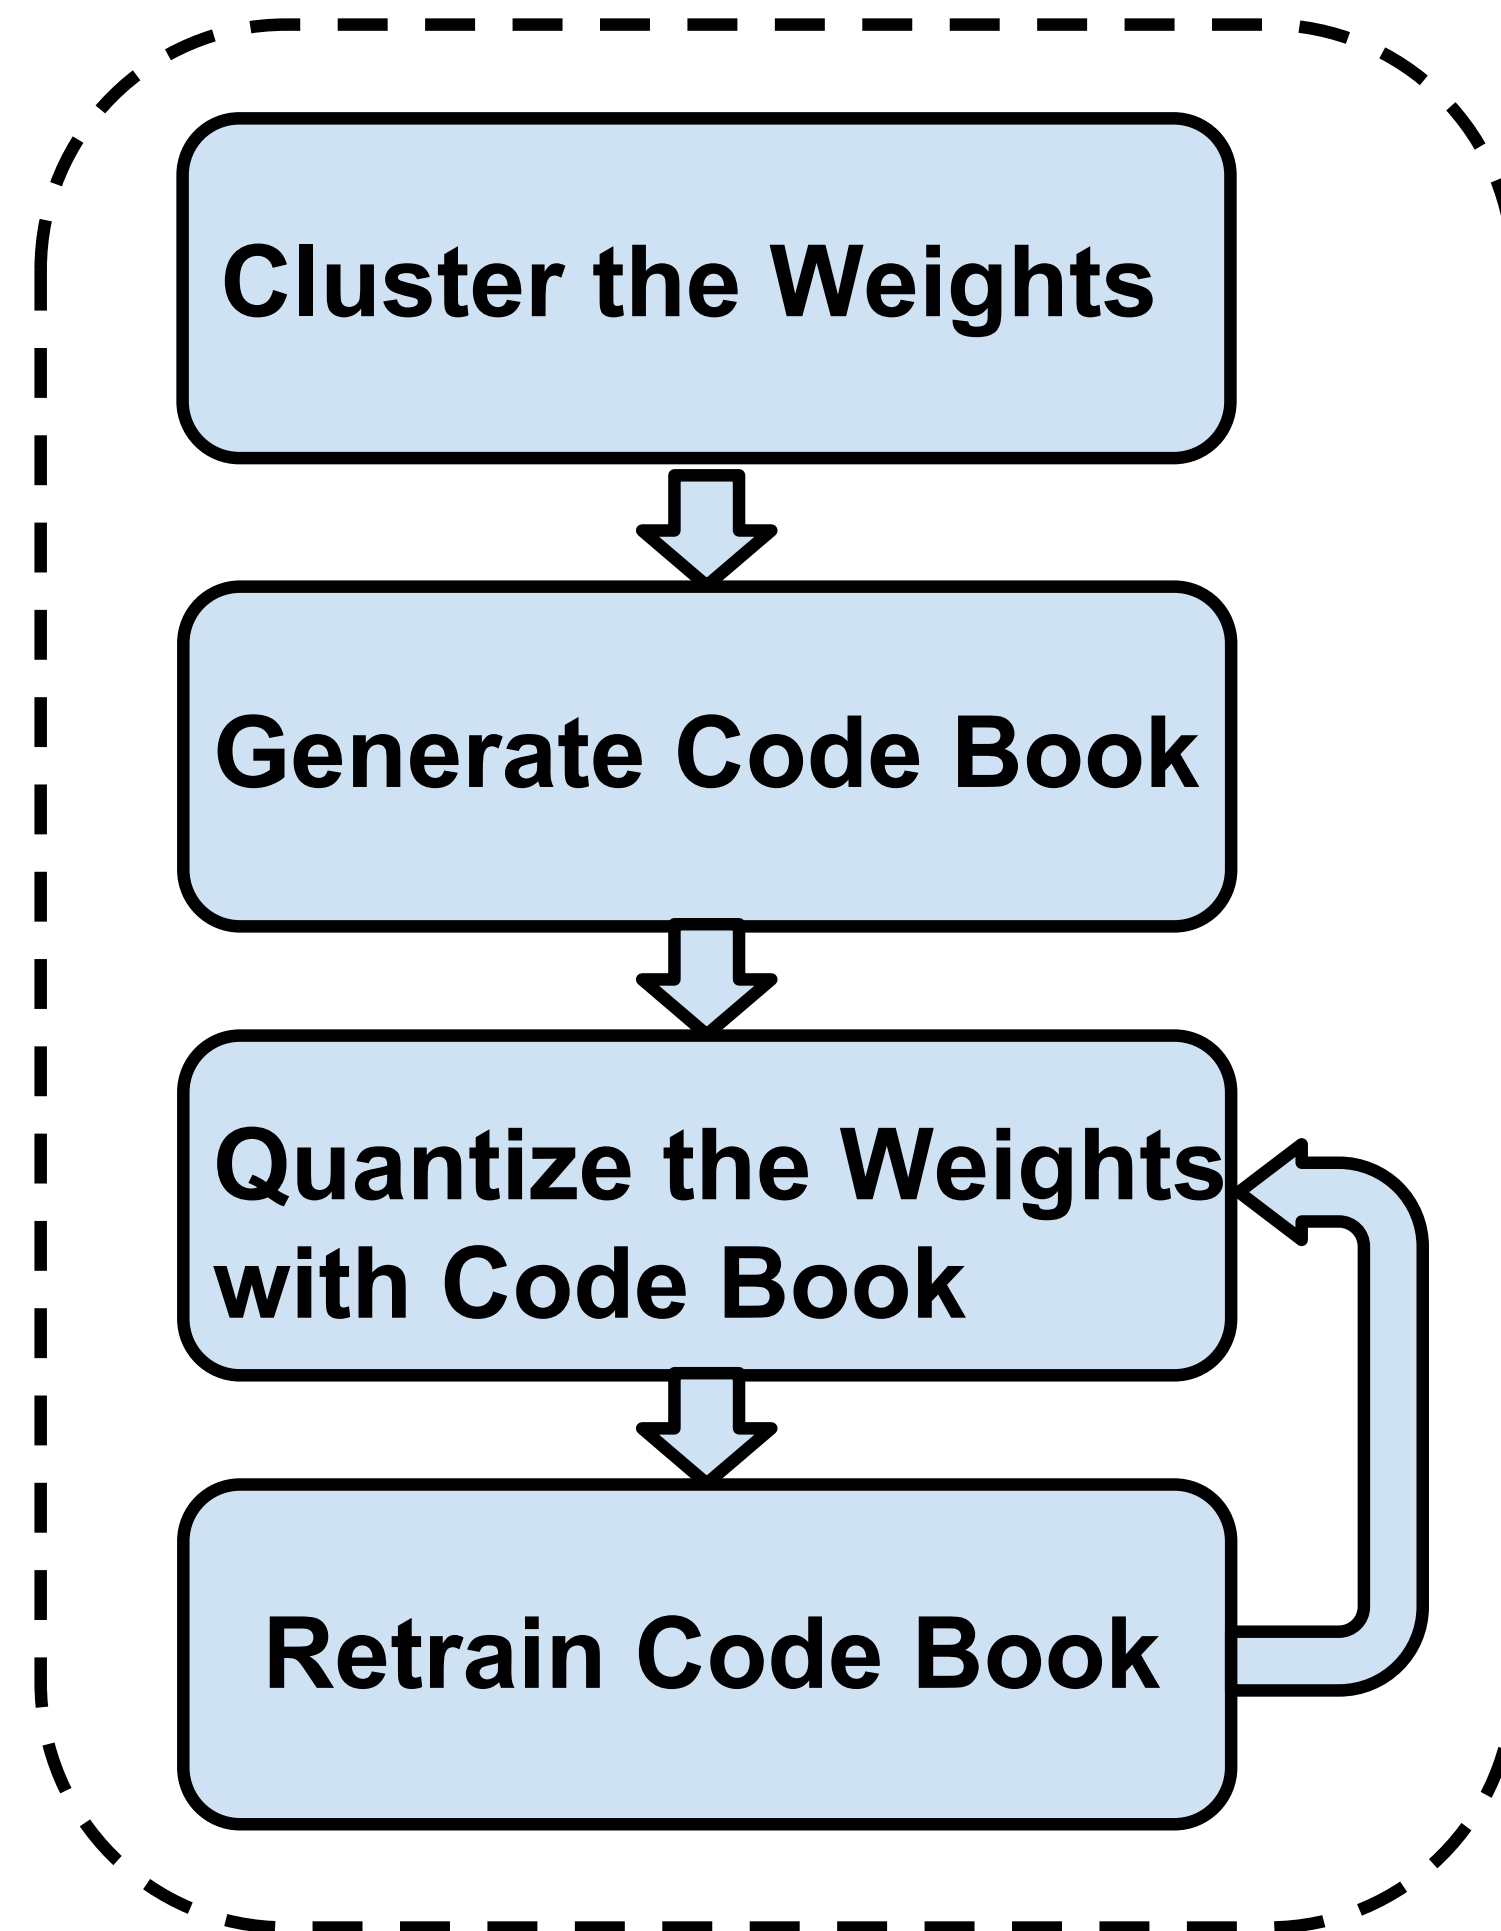 Cluster the Weights
Generate Code Book
Quantize the Weights
with Code Book
Retrain Code Book